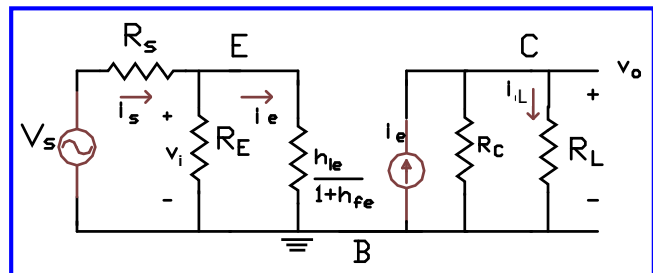 Rs
E
C
vo
is
ie
iL
+
+
Vs
vi
RE
ie
Rc
RL
hie
1+hfe
-
-
B